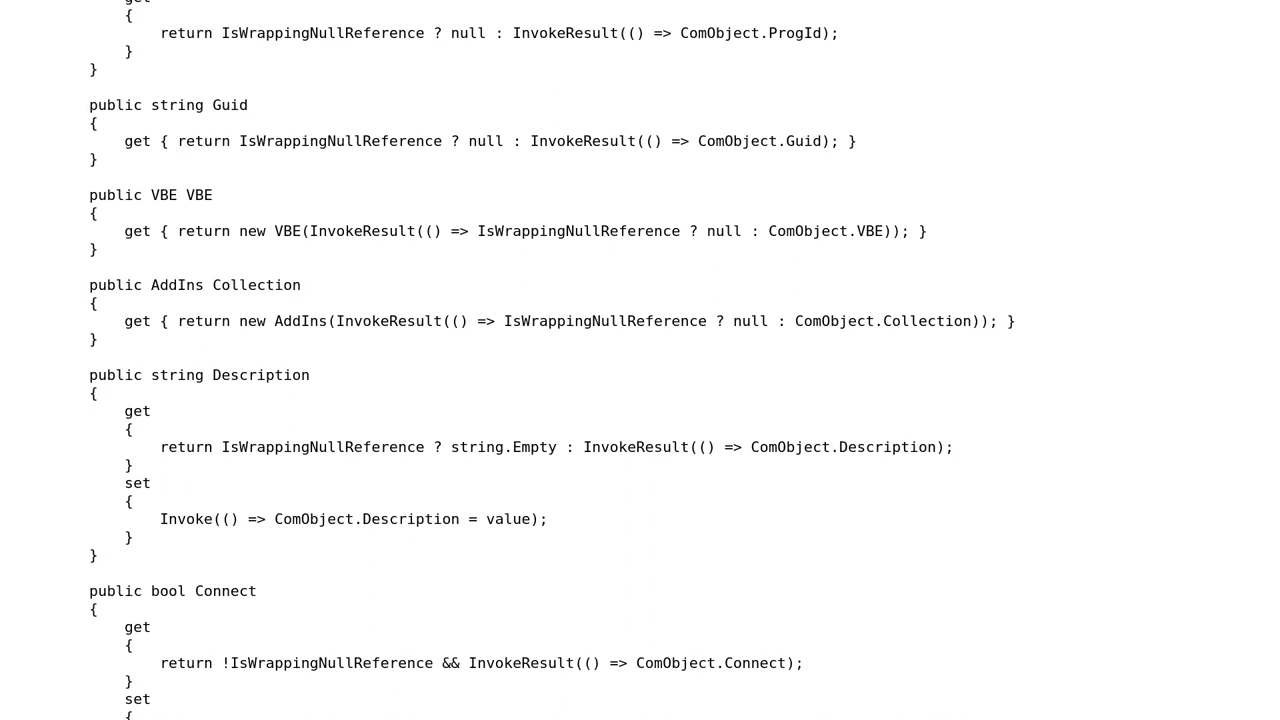 get
{
return IsWrappingNullReference ? null : InvokeResult(() => ComObject.ProgId);
}
}
public string Guid
{
get { return IsWrappingNullReference ? null : InvokeResult(() => ComObject.Guid); }
}
public VBE VBE
{
get { return new VBE(InvokeResult(() => IsWrappingNullReference ? null : ComObject.VBE)); }
}
public AddIns Collection
{
get { return new AddIns(InvokeResult(() => IsWrappingNullReference ? null : ComObject.Collection)); }
}
public string Description
{
get
{
return IsWrappingNullReference ? string.Empty : InvokeResult(() => ComObject.Description);
}
set
{
Invoke(() => ComObject.Description = value);
}
}
public bool Connect
{
get
{
return !IsWrappingNullReference && InvokeResult(() => ComObject.Connect);
}
set
{